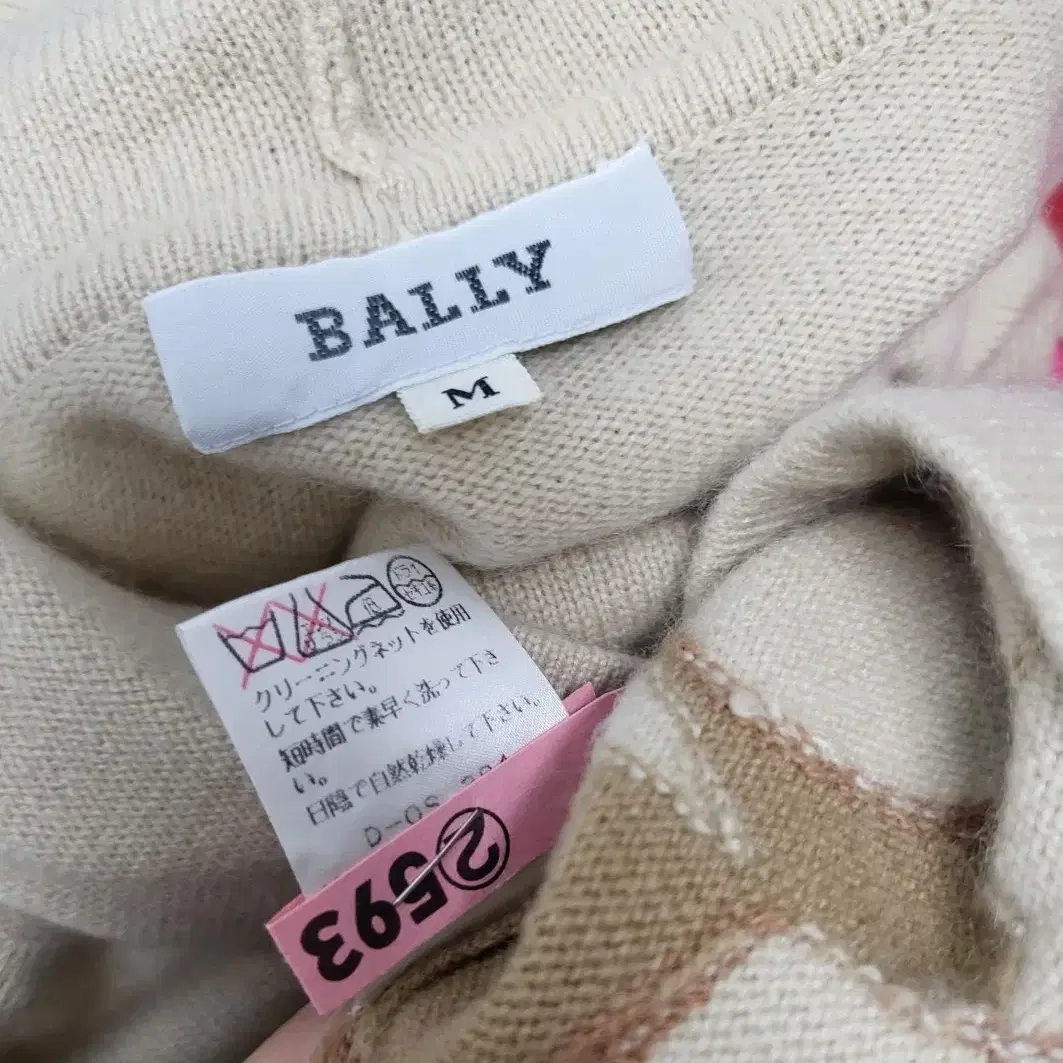 BALLY
M
クリーニングネットを使用
して下さい。
短時間で素早く洗って下さ
い。
日陰で自然乾燥して下さい。
②593